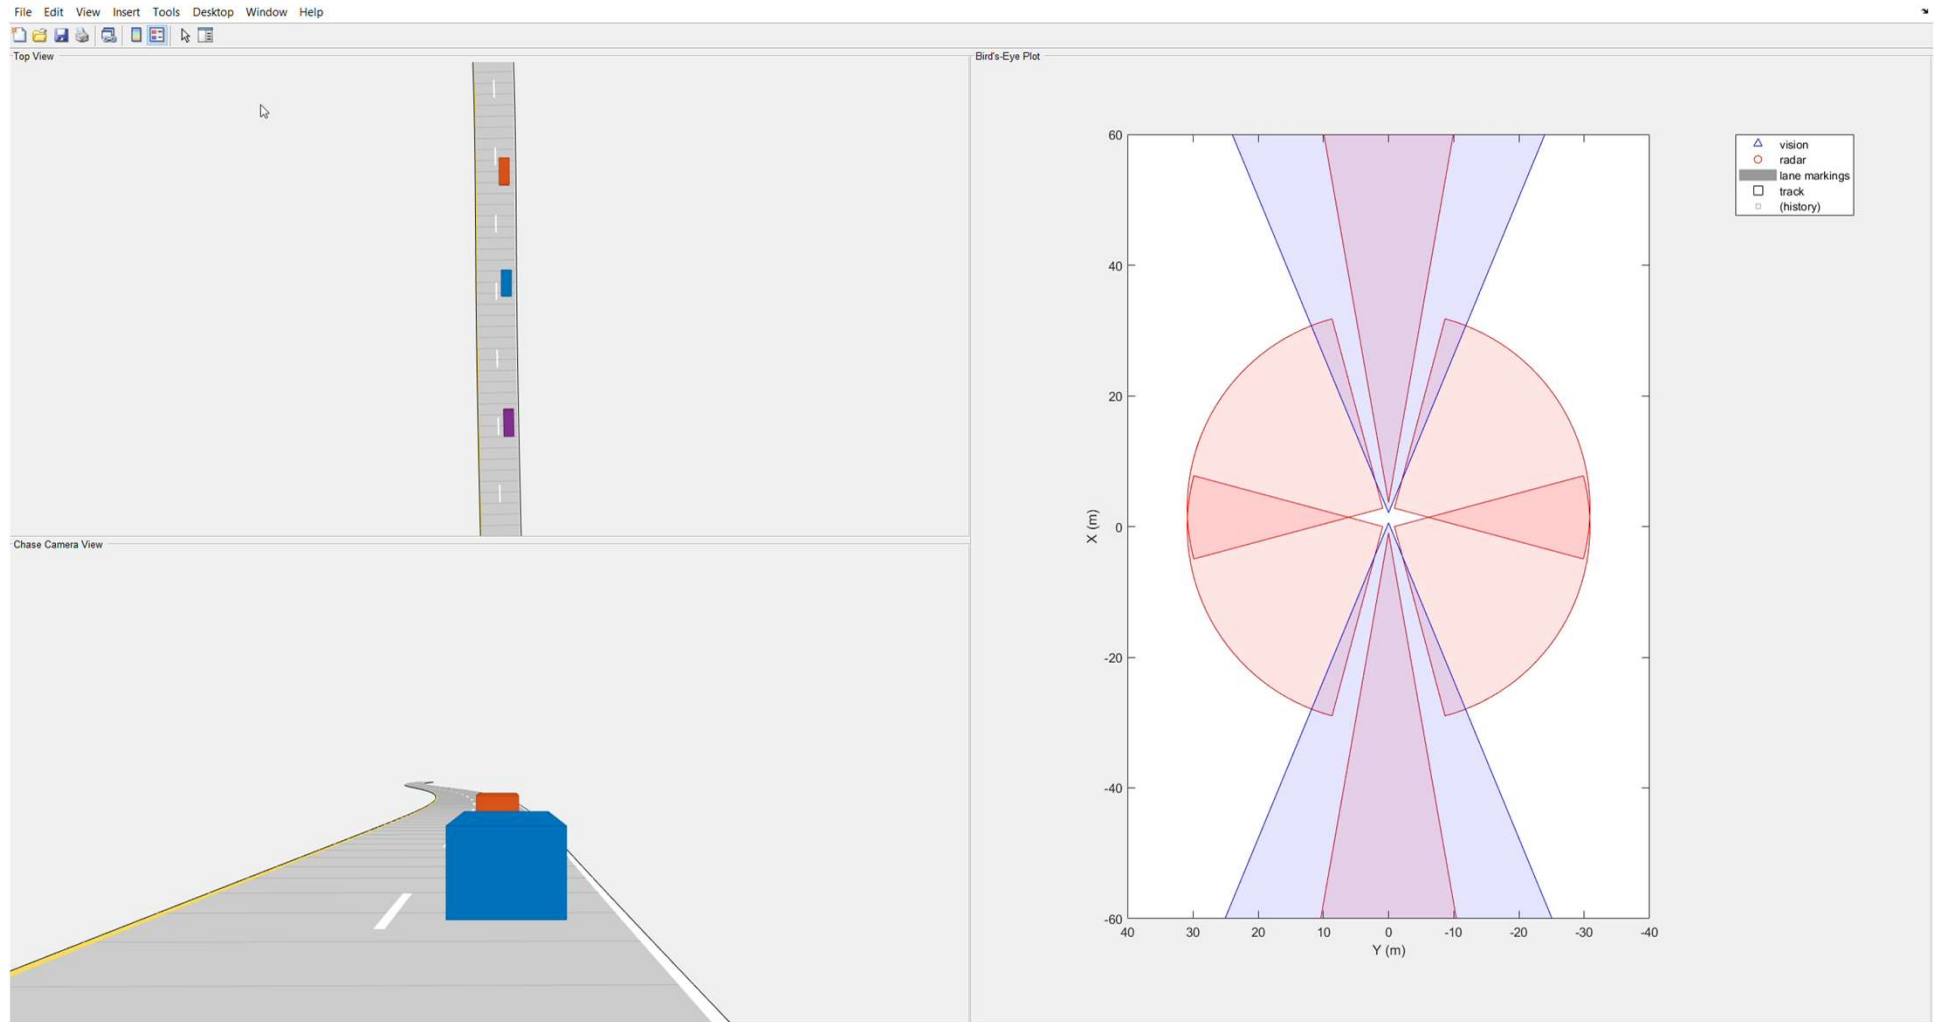 File Edit View Insert Tools Desktop Window Help
Top View
Chase Camera View
Bird's-Eye Plot
60
40
20
0
-20
-40
-60
X (m)
40 30 20 10 0 -10 -20 -30 -40
Y (m)
vision
radar
lane markings
track
(history)